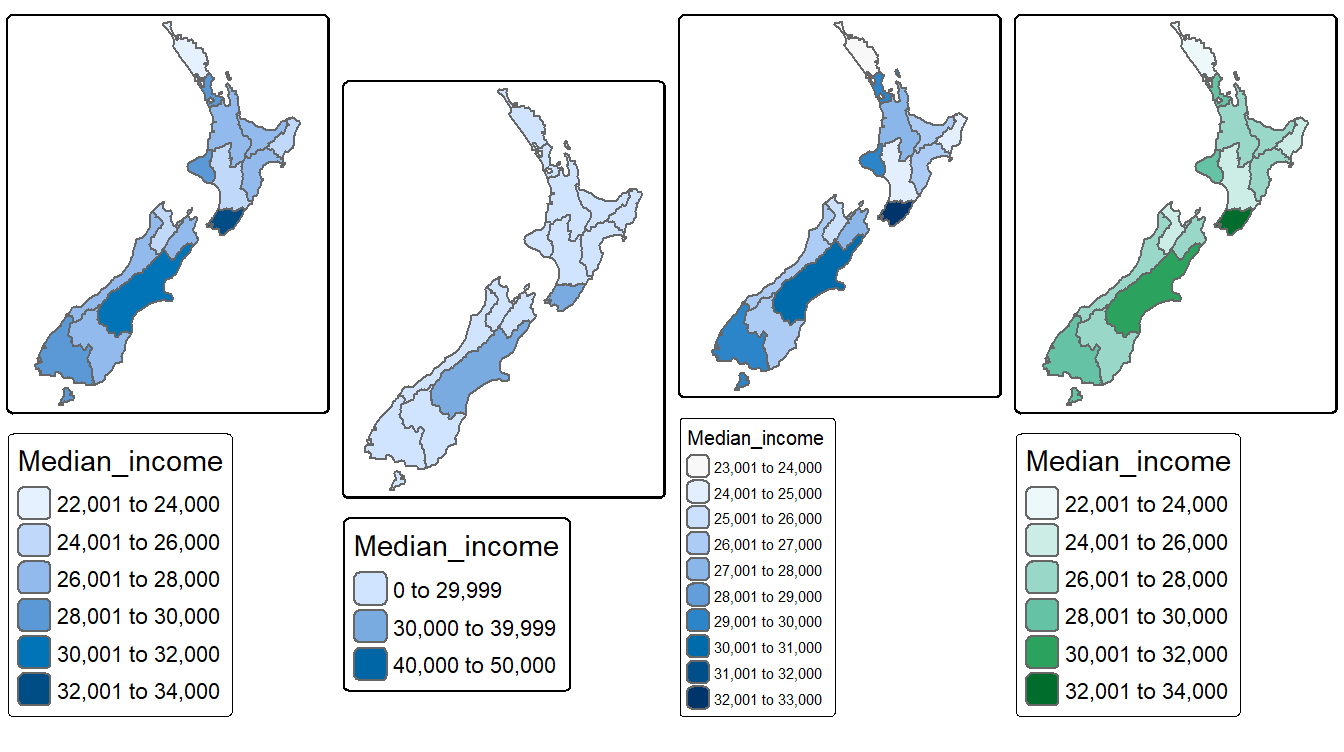 Median_income
22,001 to 24,000
24,001 to 26,000
26,001 to 28,000
28,001 to 30,000
30,001 to 32,000
32,001 to 34,000
Median_income
0 to 29,999
30,000 to 39,999
40,000 to 50,000
Median_income
23,001 to 24,000
24,001 to 25,000
25,001 to 26,000
26,001 to 27,000
27,001 to 28,000
28,001 to 29,000
29,001 to 30,000
30,001 to 31,000
31,001 to 32,000
32,001 to 33,000
Median_income
22,001 to 24,000
24,001 to 26,000
26,001 to 28,000
28,001 to 30,000
30,001 to 32,000
32,001 to 34,000